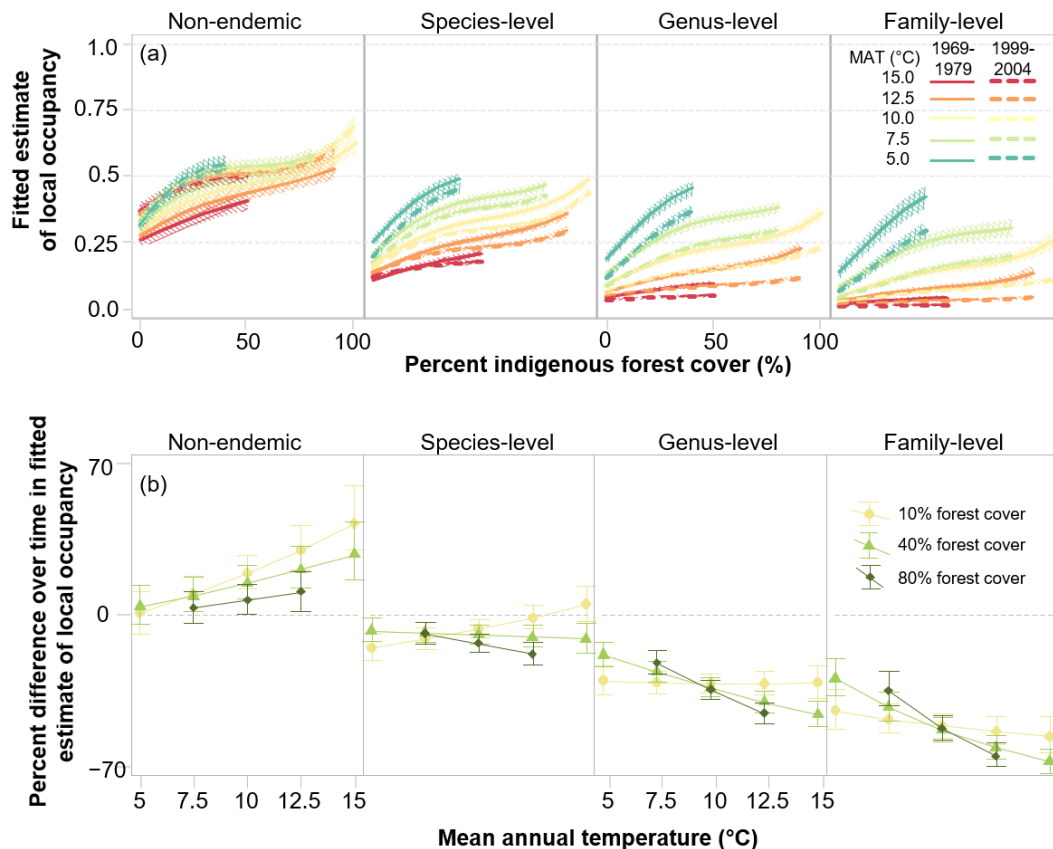 Non-endemic Species-level Genus-level Family-level
(a)
Fitted estimate
of local occupancy
1.0
0.75
0.5
0.25
0.0
MAT (°C) 1969-1979 1999-2004
15.0
12.5
10.0
7.5
5.0
0 50 100 0 50 100
Percent indigenous forest cover (%)
Non-endemic Species-level Genus-level Family-level
(b)
Percent difference over time in fitted
estimate of local occupancy
70
0
−70
10% forest cover
40% forest cover
80% forest cover
5 7.5 10 12.5 15 5 7.5 10 12.5 15
Mean annual temperature (°C)